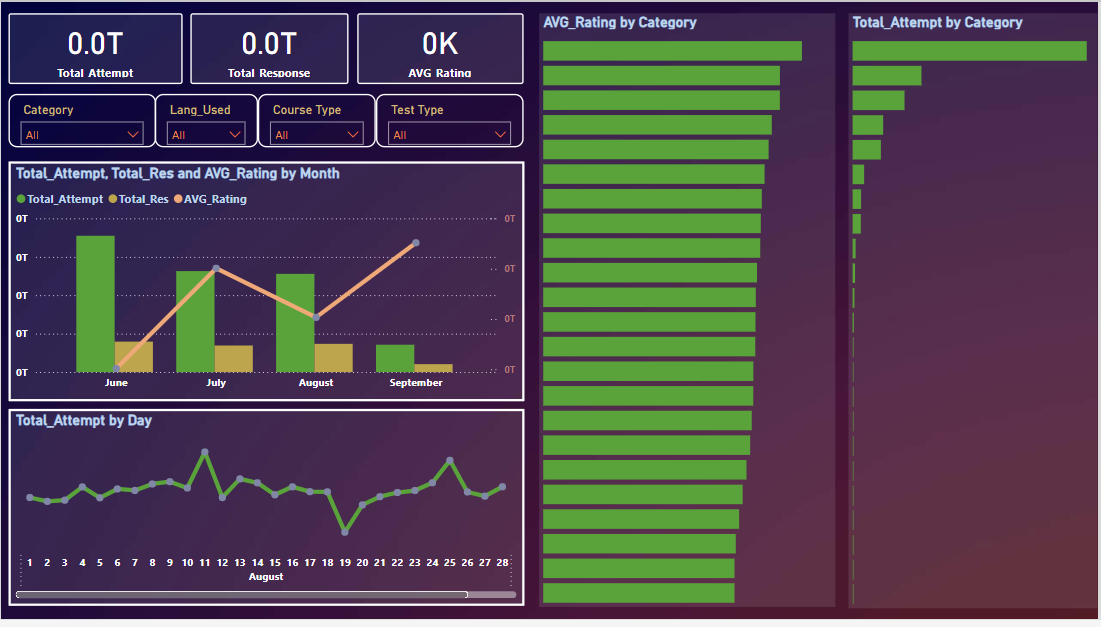 0.0T
Total Attempt
0.0T
Total Response
0K
AVG Rating
Category
All
Lang_Used
All
Course Type
All
Test Type
All
Total_Attempt, Total_Res and AVG_Rating by Month
Total_Attempt Total_Res AVG_Rating
0T 0T
0T 0T
0T
0T 0T
0T 0T
June July August September
Total_Attempt by Day
1 2 3 4 5 6 7 8 9 10 11 12 13 14 15 16 17 18 19 20 21 22 23 24 25 26 27 28
August
AVG_Rating by Category
Total_Attempt by Category